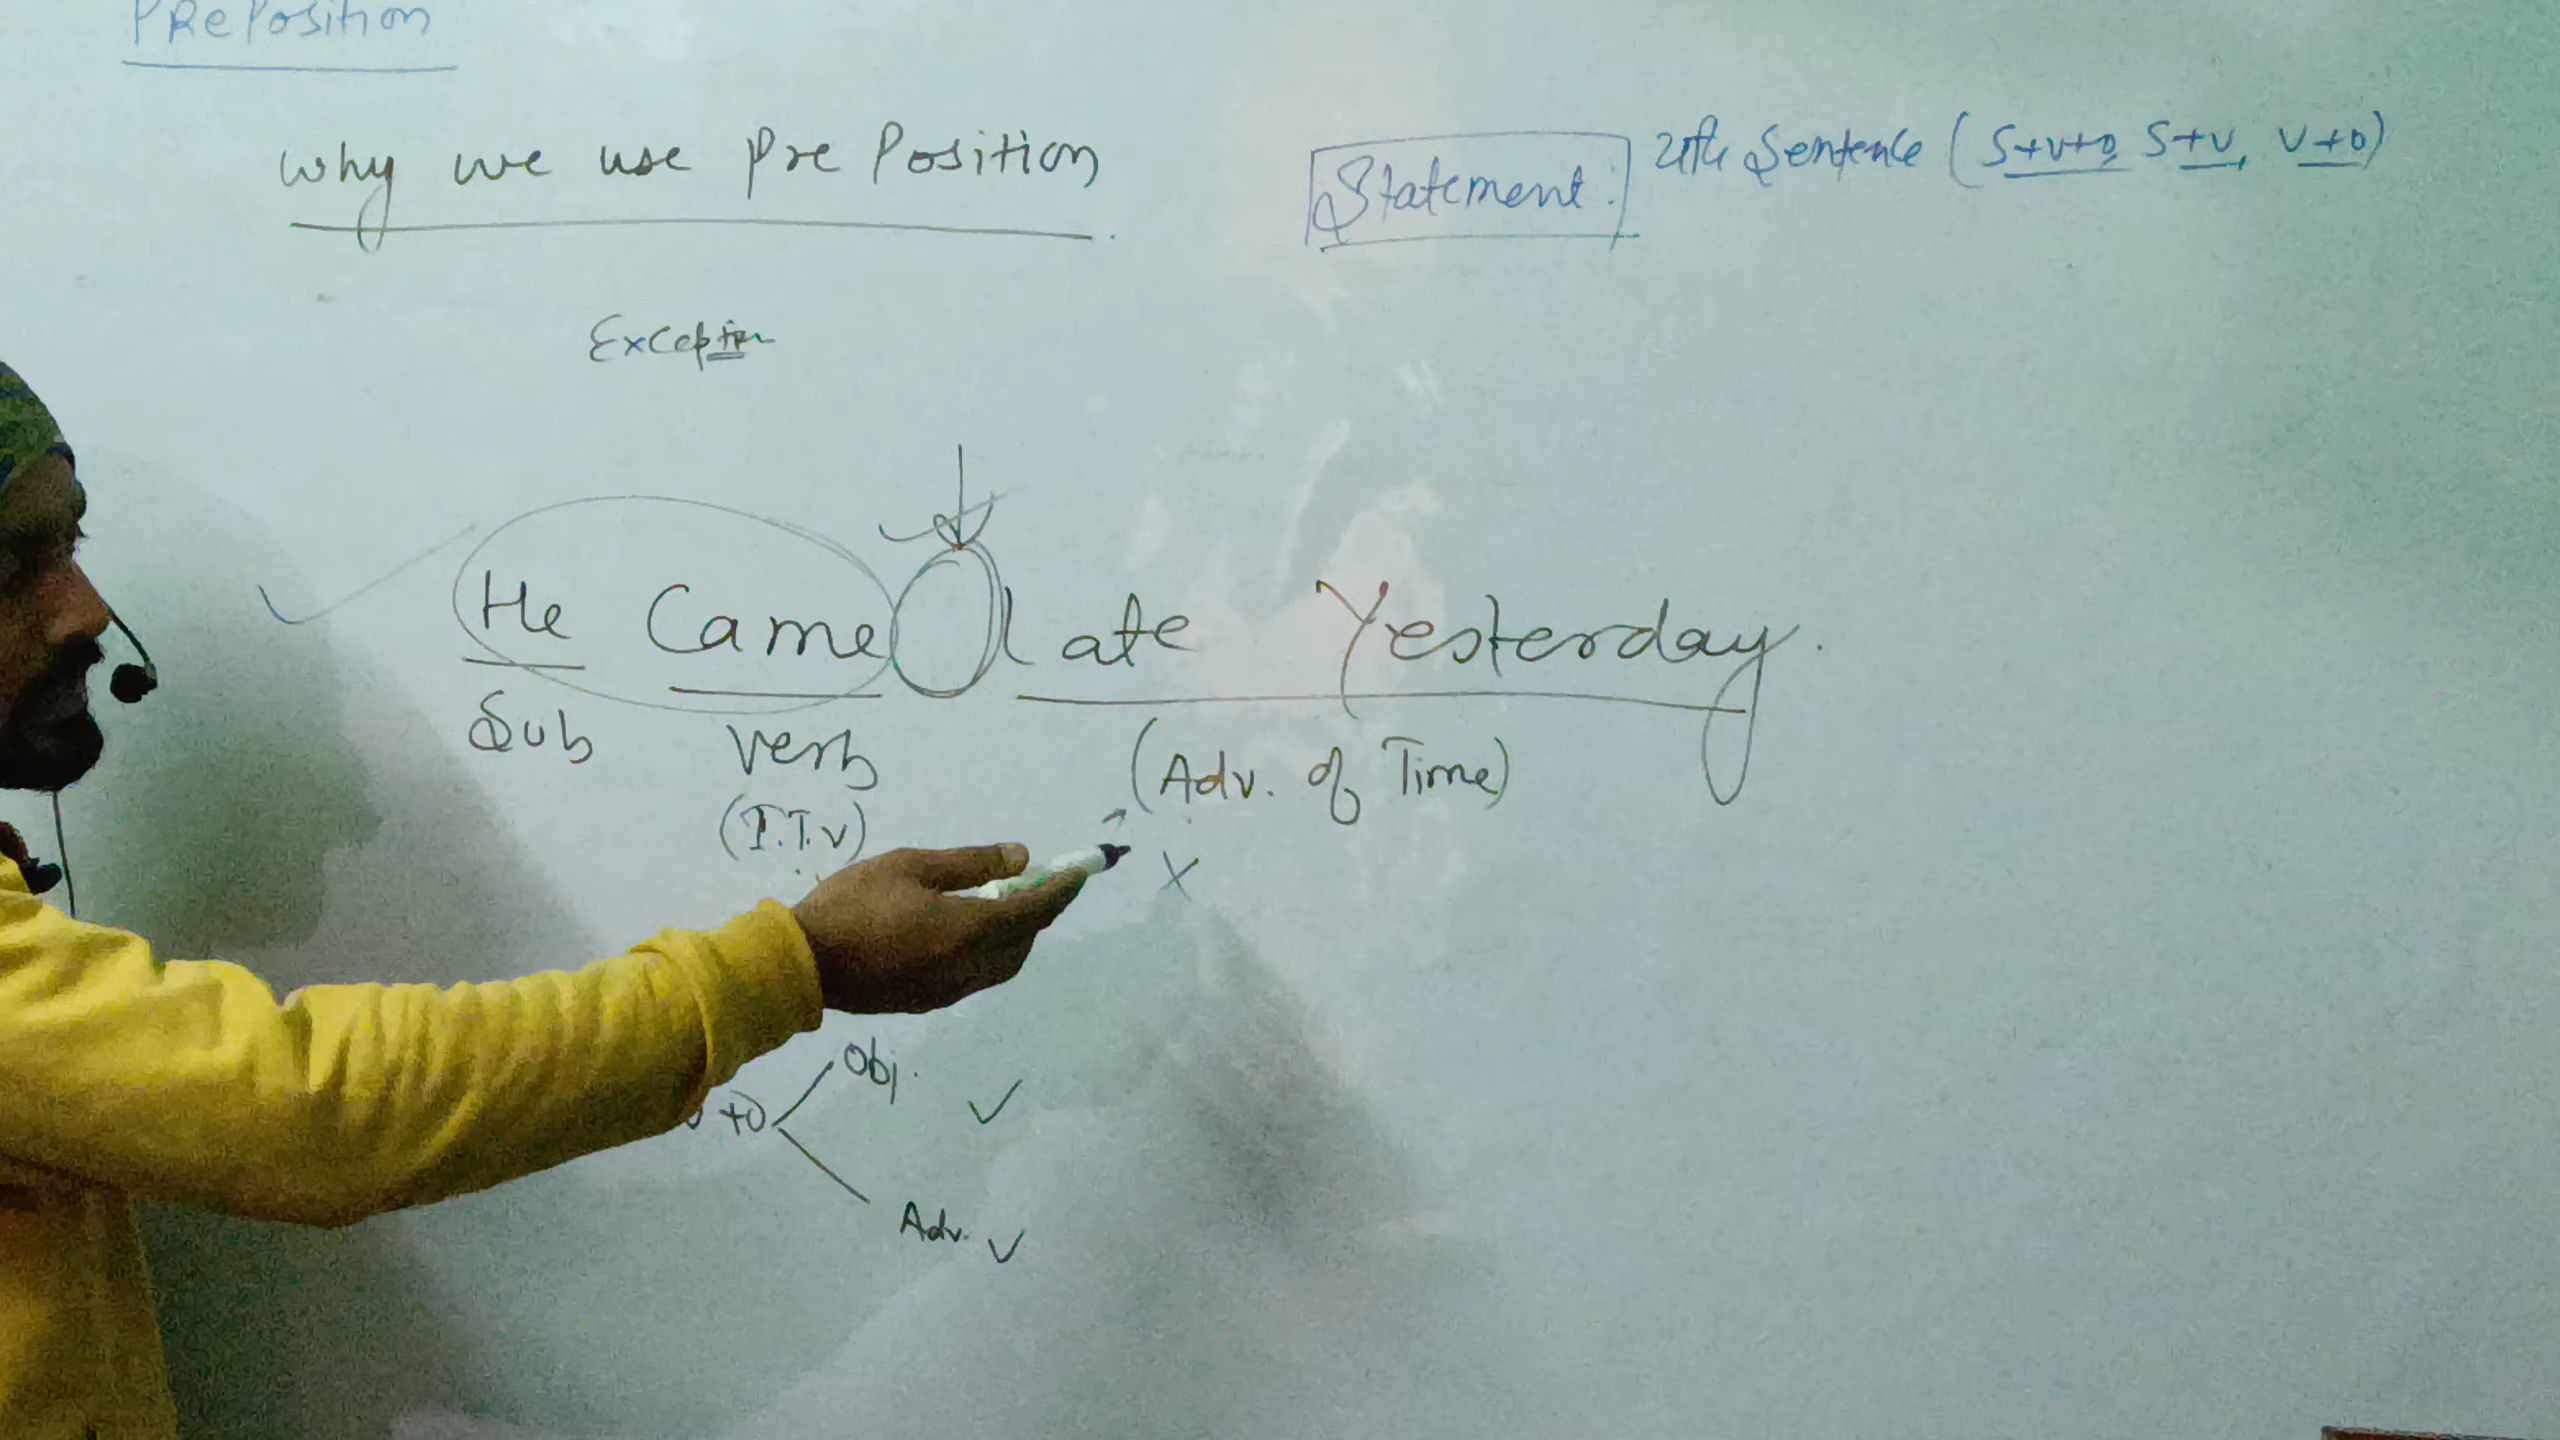 PRePosition
Why we use Pre Position
Statement: Sentence (S+V+O, S+V, V+O)
Exception
He Came late Yesterday.
Sub
Verb
(Adv. of Time)
(I.T.V)
X
+O
Obj.
Adv.